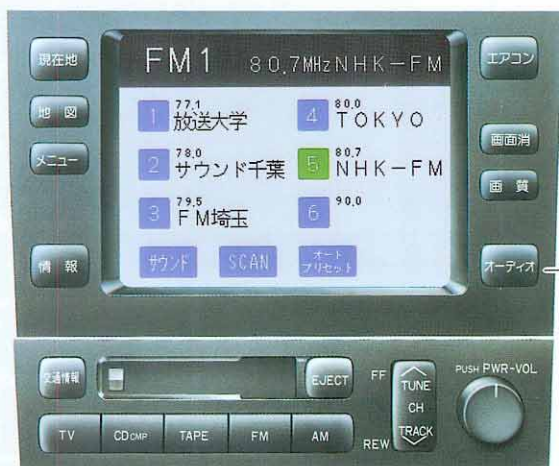 現在地
地図
メニュー
情報
FM1 80.7MHz NHK-FM
1 77.1 放送大学
2 78.0 サウンド千葉
3 79.5 FM埼玉
4 80.0 TOKYO
5 80.7 NHK-FM
6 90.0
サウンド
SCAN
オート
プリセット
エアコン
画面消
画質
オーディオ
交通情報
EJECT
TV
CD CMP
TAPE
FM
AM
FF
REW
TUNE
CH
TRACK
PUSH PWR-VOL